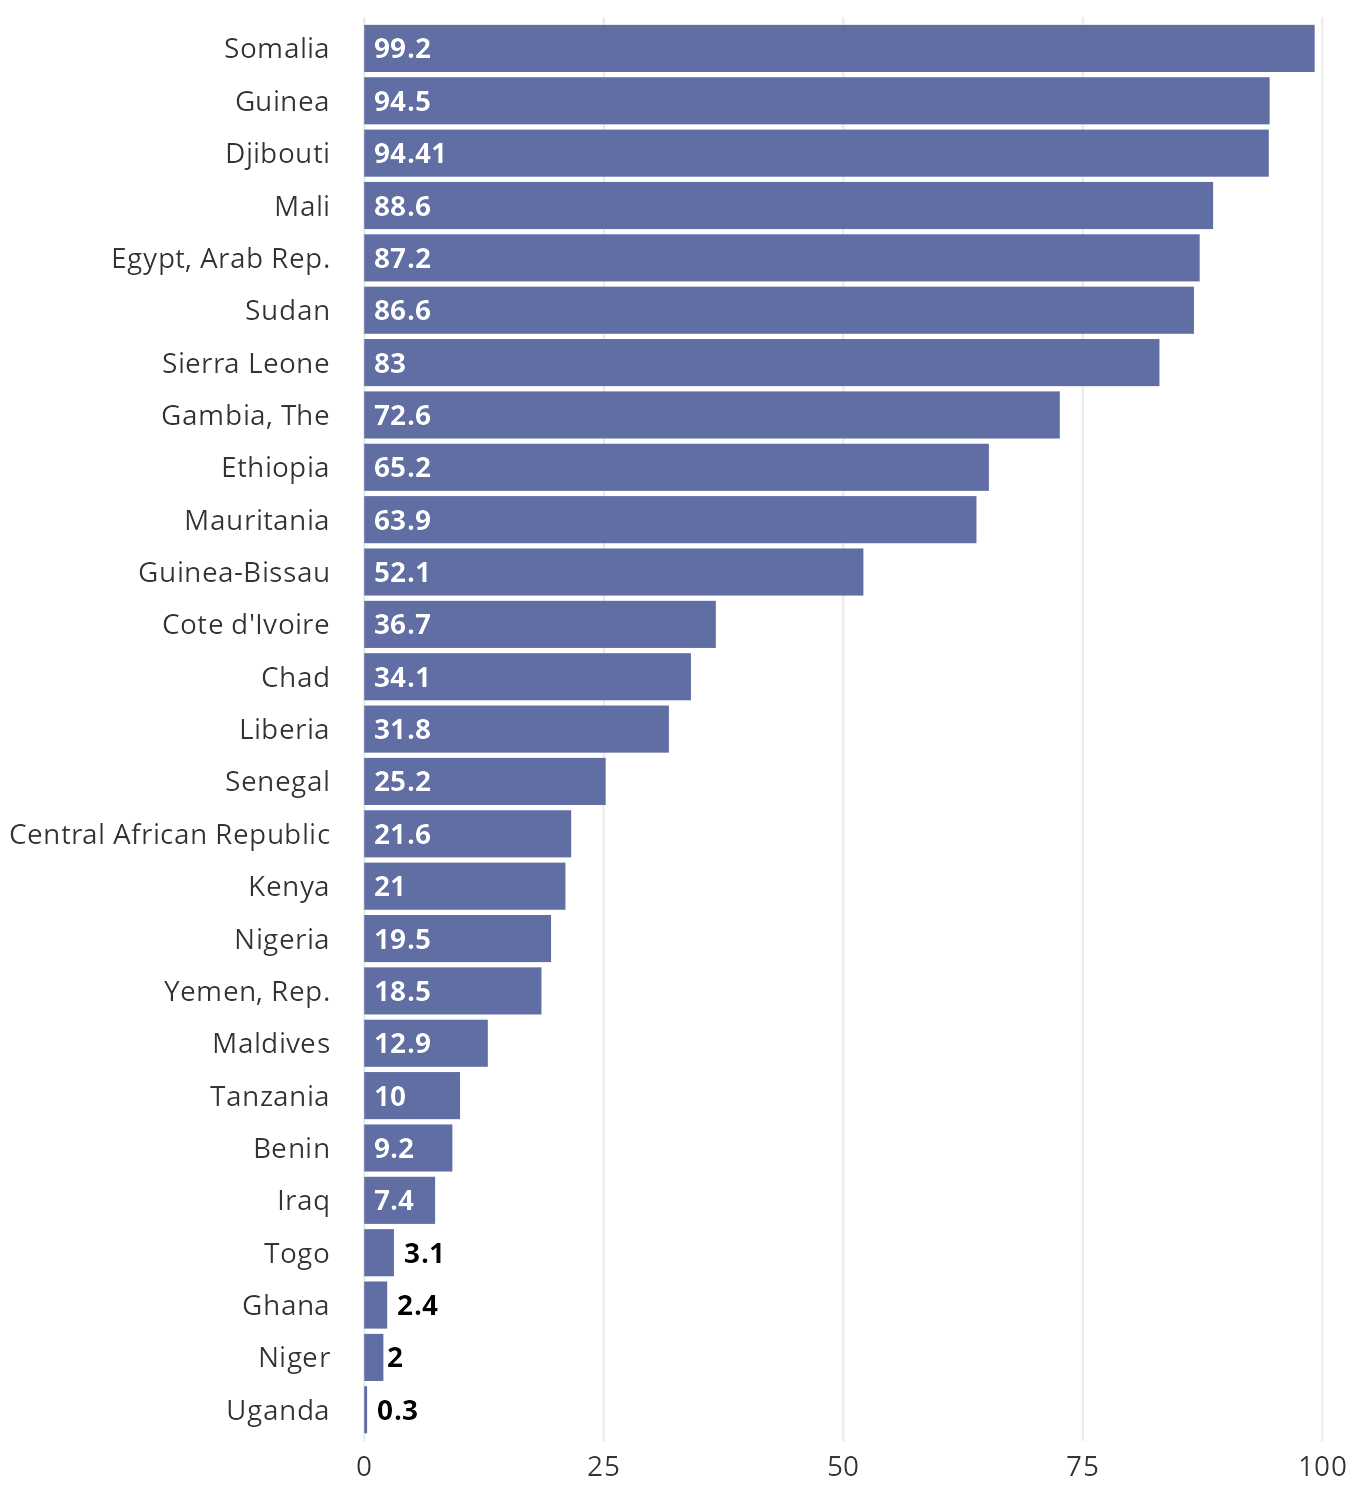 Somalia 99.2
Guinea 94.5
Djibouti 94.41
Mali 88.6
Egypt, Arab Rep. 87.2
Sudan 86.6
Sierra Leone 83
Gambia, The 72.6
Ethiopia 65.2
Mauritania 63.9
Guinea-Bissau 52.1
Cote d'Ivoire 36.7
Chad 34.1
Liberia 31.8
Senegal 25.2
Central African Republic 21.6
Kenya 21
Nigeria 19.5
Yemen, Rep. 18.5
Maldives 12.9
Tanzania 10
Benin 9.2
Iraq 7.4
Togo 3.1
Ghana 2.4
Niger 2
Uganda 0.3
0 25 50 75 100